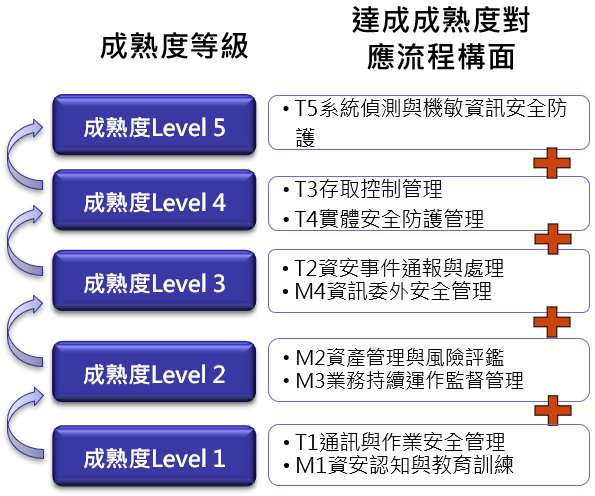 成熟度等級
達成成熟度對
應流程構面
成熟度Level 5
• T5系統偵測與機敏資訊安全防
護
成熟度Level 4
• T3存取控制管理
• T4實體安全防護管理
成熟度Level 3
• T2資安事件通報與處理
• M4資訊委外安全管理
成熟度Level 2
• M2資產管理與風險評鑑
• M3業務持續運作監督管理
成熟度Level 1
• T1通訊與作業安全管理
• M1資安認知與教育訓練